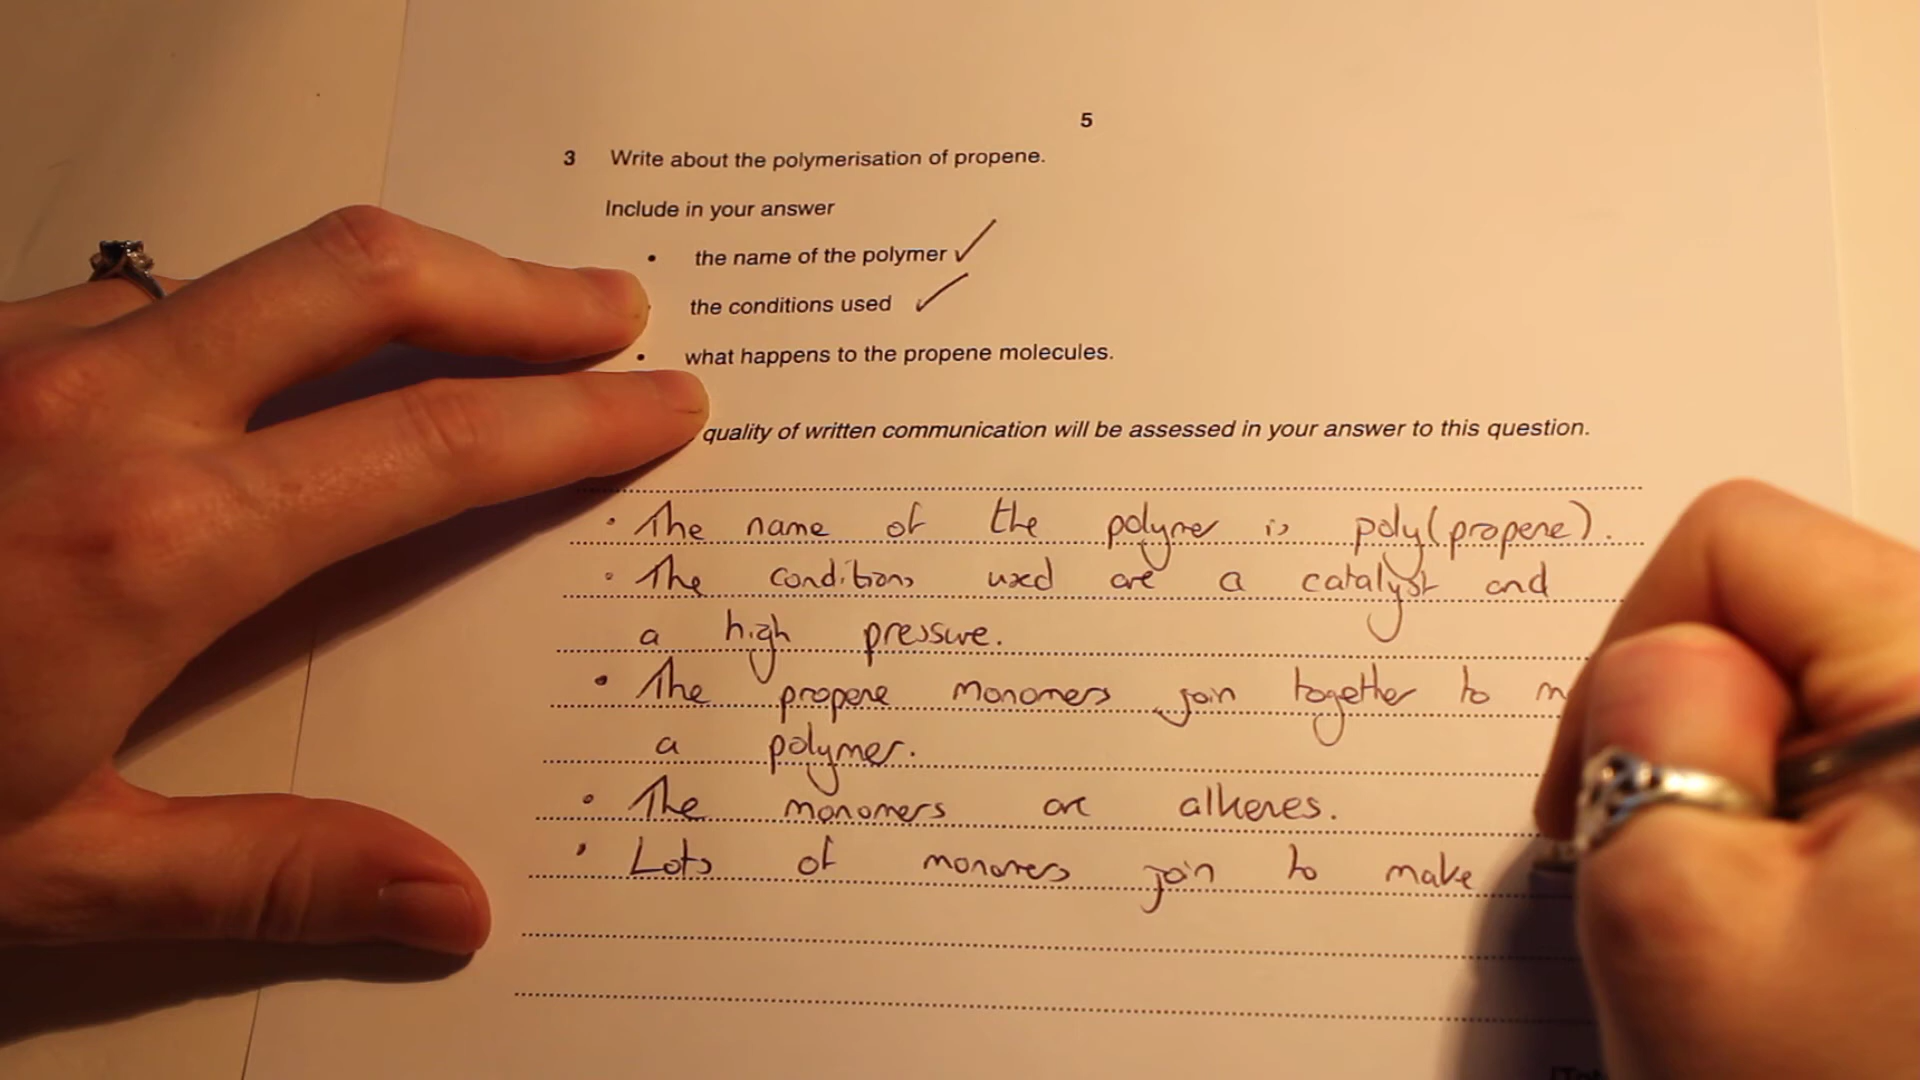 5
3 Write about the polymerisation of propene.
Include in your answer
• the name of the polymer ✓
the conditions used ✓
• what happens to the propene molecules.
quality of written communication will be assessed in your answer to this question.
• The name of the polymer is poly(propene).
• The conditions used are a catalyst and
a high pressure.
• The propene monomers join together to m
a polymer.
• The monomers are alkenes.
• Lots of monomers join to make